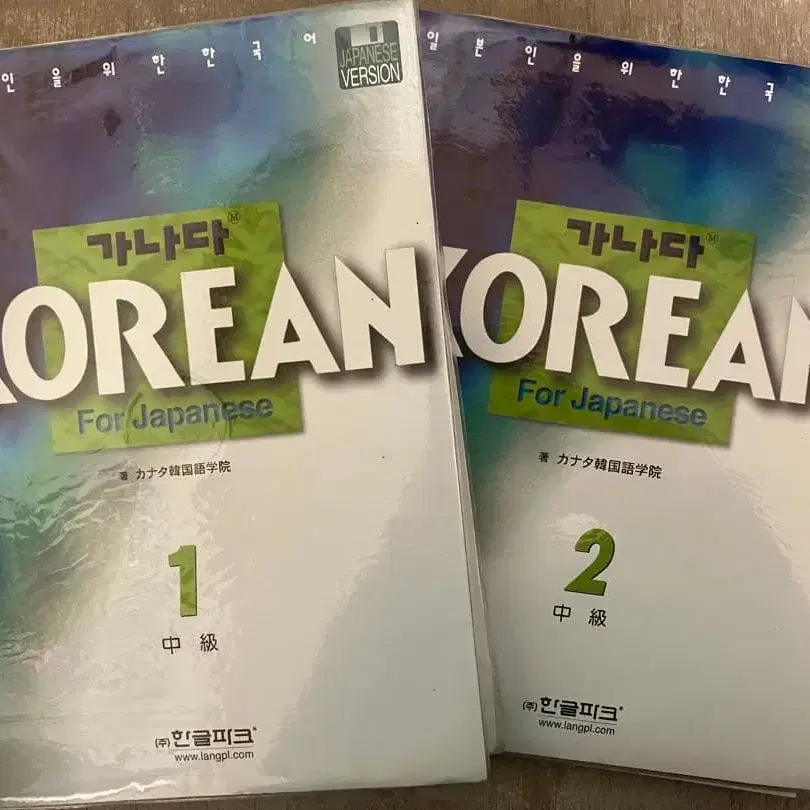 인을위한한국어
JAPANESE
VERSION
가나다 M
KOREAN
For Japanese
著 カナタ韓国語学院
1
中級
(주)한글파크
www.langpl.com
일본인을위한한국
가나다 M
KOREAN
For Japanese
著 カナタ韓国語学院
2
中級
(주)한글파크
www.langpl.com